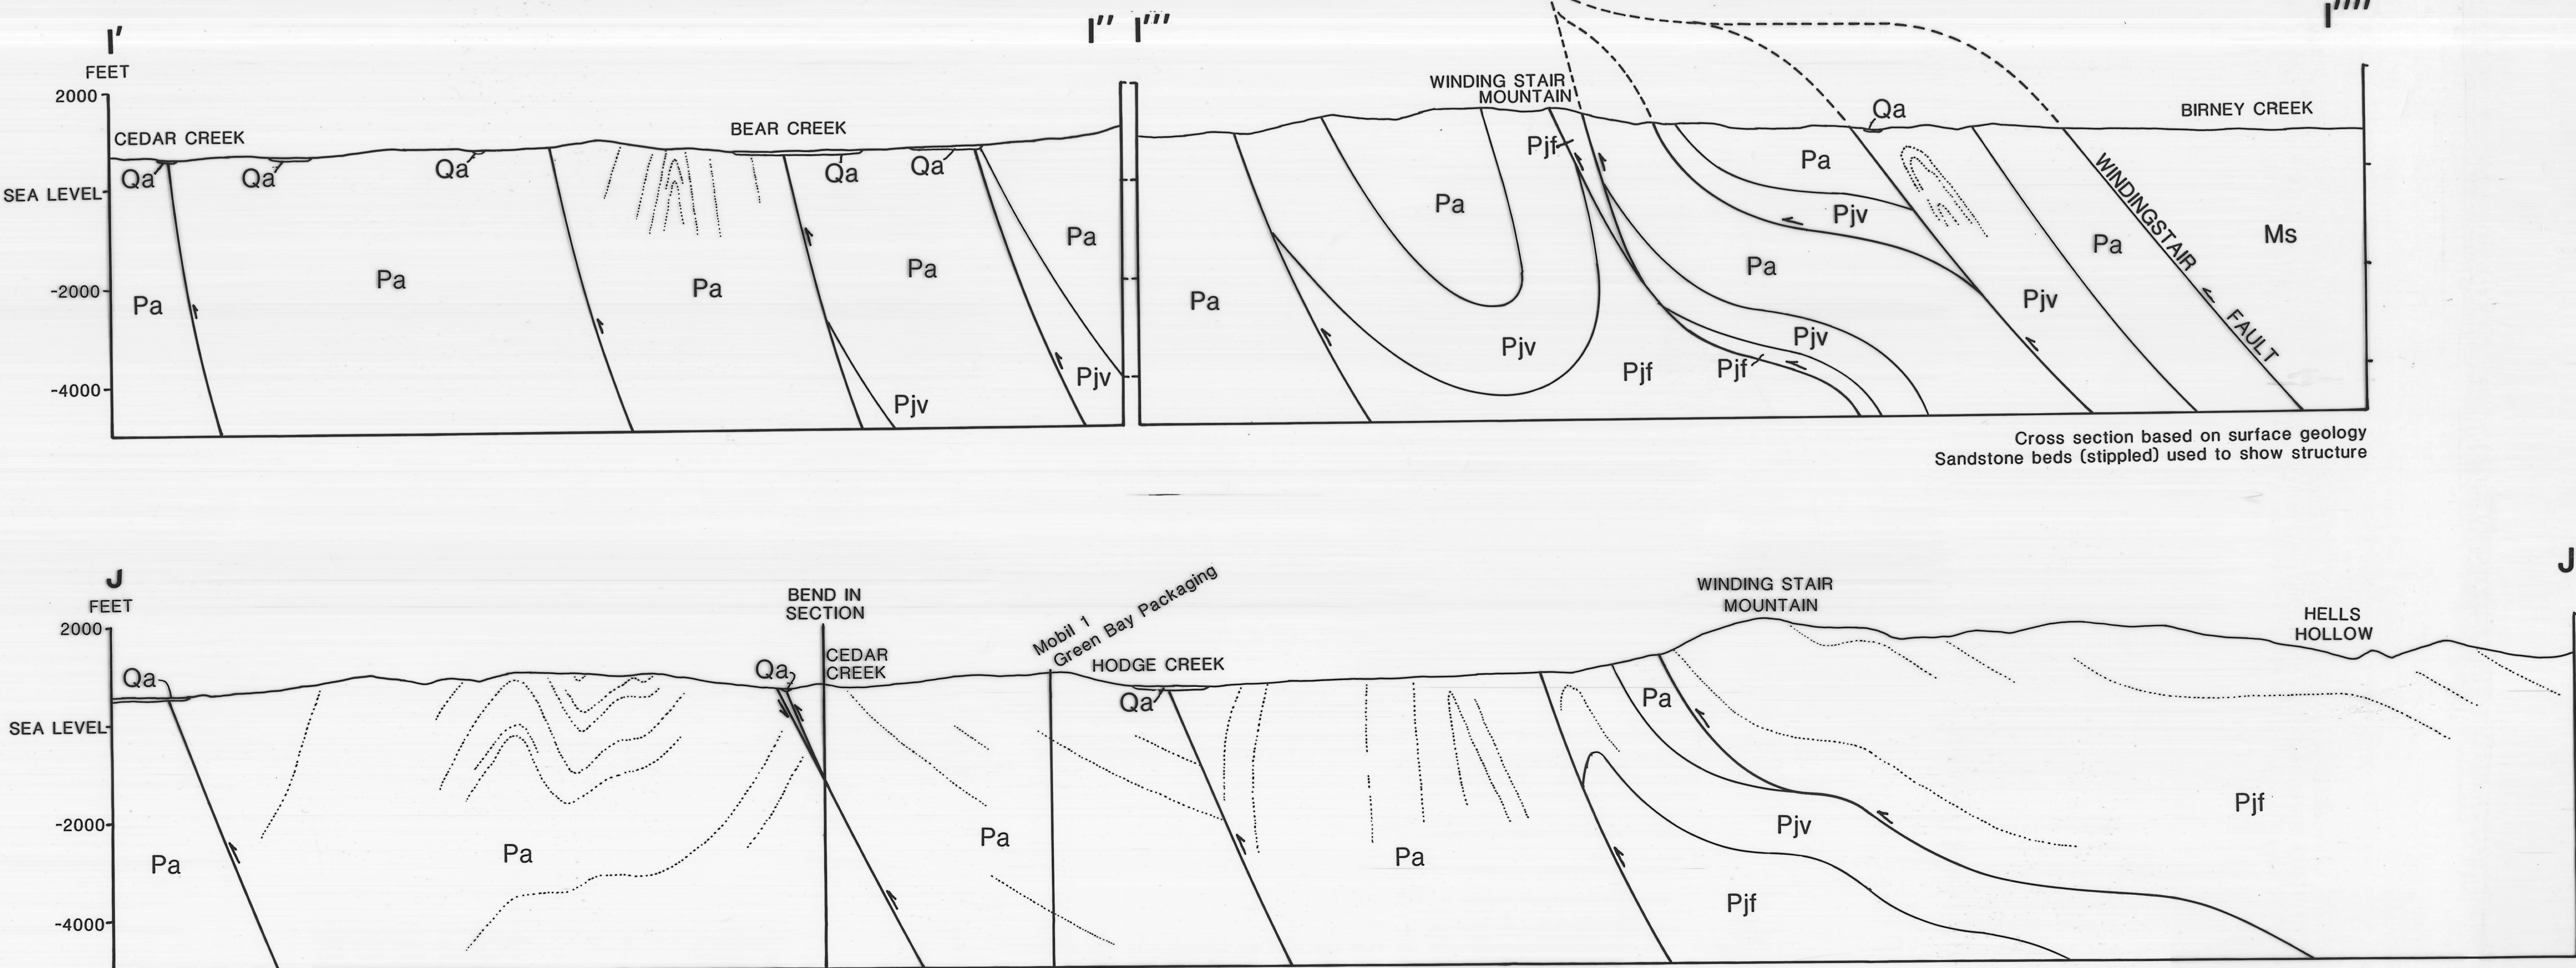 I' I'' I''' I''''
FEET
2000
SEA LEVEL
-2000
-4000
CEDAR CREEK
BEAR CREEK
WINDING STAIR
MOUNTAIN
BIRNEY CREEK
Qa
Qa
Qa
Qa
Qa
Qa
Pa
Pa
Pa
Pa
Pa
Pjv
Pjv
Pa
Pa
Pjv
Pjf
Pjf
Pjf
Pa
Pjv
Pa
Pjv
Pa
Pjv
Ms
WINDINGSTAIR FAULT
Cross section based on surface geology
Sandstone beds (stippled) used to show structure
J J
FEET
2000
SEA LEVEL
-2000
-4000
BEND IN
SECTION
CEDAR
CREEK
Mobil 1
Green Bay Packaging
HODGE CREEK
WINDING STAIR
MOUNTAIN
HELLS
HOLLOW
Qa
Qa
Qa
Pa
Pa
Pa
Pa
Pa
Pjv
Pjf
Pjf